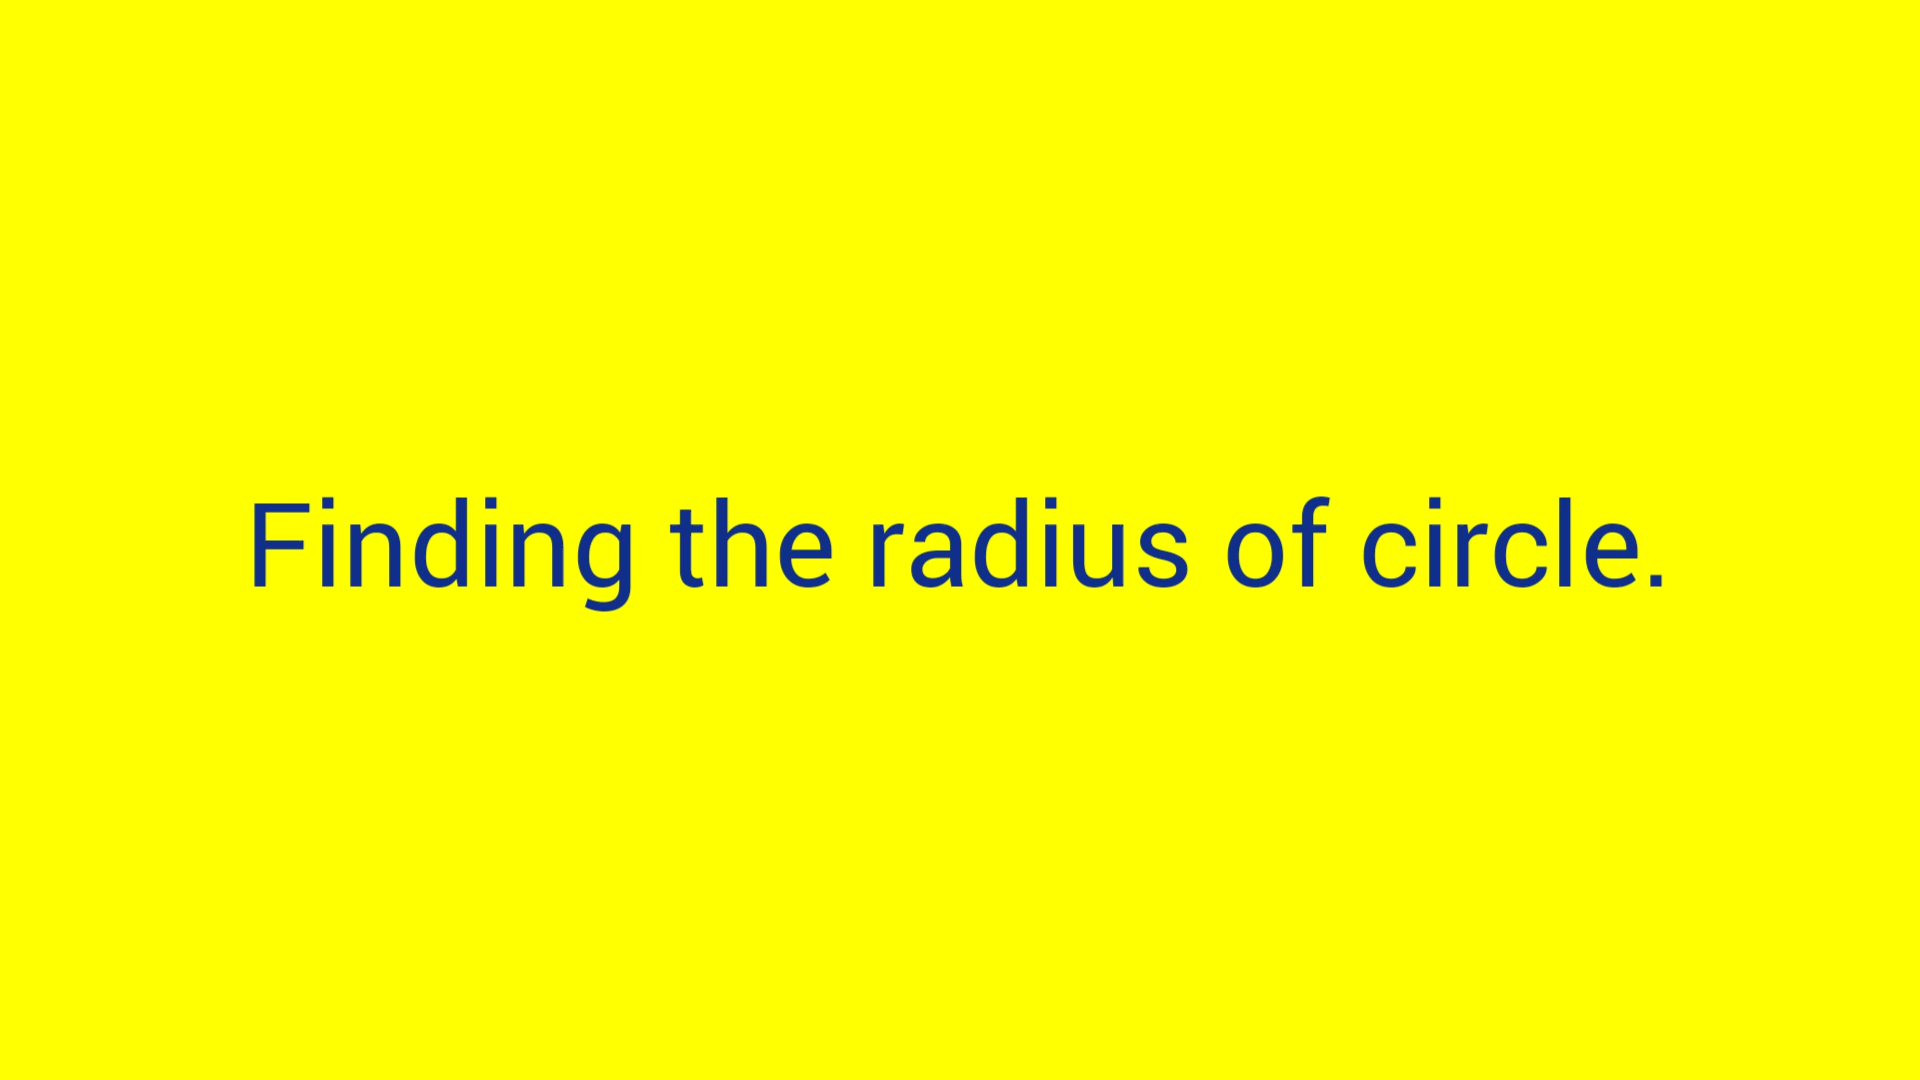 Finding the radius of circle.